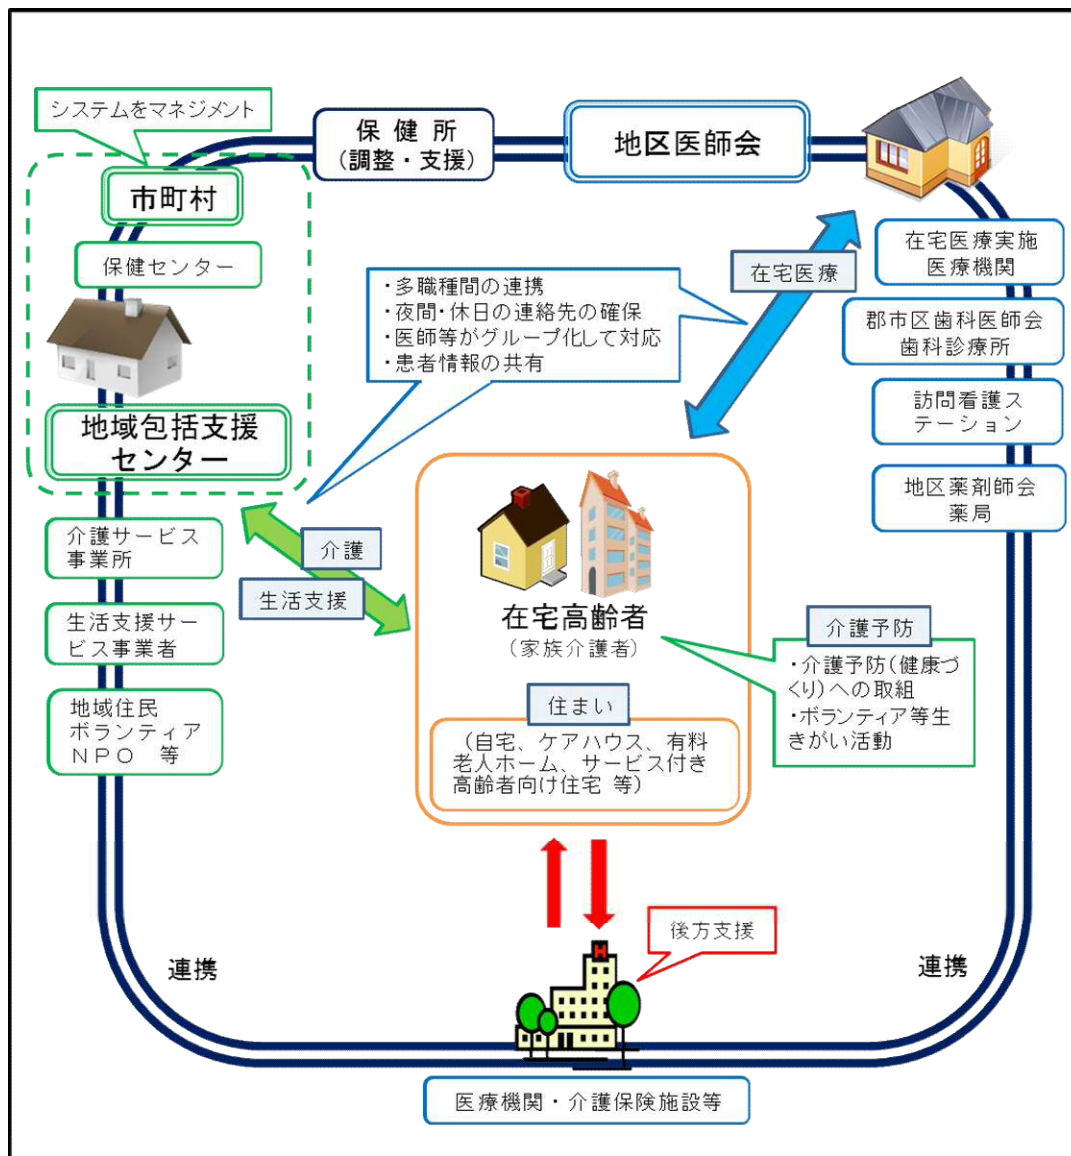 システムをマネジメント
保 健 所
(調整・支援)
地区医師会
市町村
保健センター
地域包括支援
センター
・多職種間の連携
・夜間・休日の連絡先の確保
・医師等がグループ化して対応
・患者情報の共有
在宅医療
在宅医療実施
医療機関
郡市区歯科医師会
歯科診療所
訪問看護ス
テーション
地区薬剤師会
薬局
介護サービス
事業所
生活支援サー
ビス事業者
地域住民
ボランティア
NPO 等
介護
生活支援
在宅高齢者
(家族介護者)
住まい
(自宅、ケアハウス、有料
老人ホーム、サービス付き
高齢者向け住宅 等)
介護予防
・介護予防(健康づ
くり)への取組
・ボランティア等生
きがい活動
後方支援
連携
連携
H
医療機関・介護保険施設等